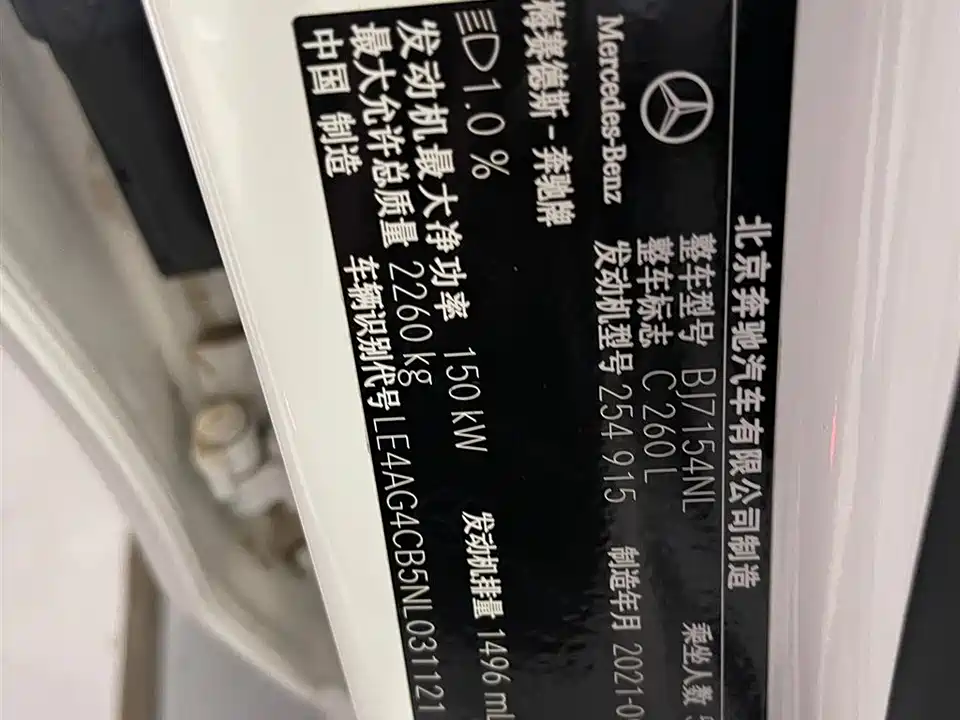 北京奔驰汽车有限公司制造
Mercedes-Benz
梅赛德斯-奔驰牌
整车型号 BJ7154NL 乘坐人数
整车标志 C 260 L
发动机型号 254 915 制造年月 2021-0
1.0 %
发动机最大净功率 150 kW 发动机排量 1496 ml
最大允许总质量 2260 kg
中国 制造 车辆识别代号 LE4AG4CB5NL031121